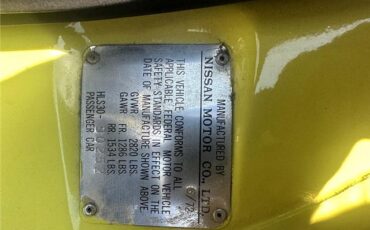 MANUFACTURED BY
NISSAN MOTOR CO., LTD.
6/72
THIS VEHICLE CONFORMS TO ALL
APPLICABLE FEDERAL MOTOR VEHICLE
SAFETY STANDARDS IN EFFECT ON THE
DATE OF MANUFACTURE SHOWN ABOVE.
GVWR 2820 LBS.
GAWR FR 1286 LBS.
RR 1534 LBS.
HLS30-
PASSENGER CAR